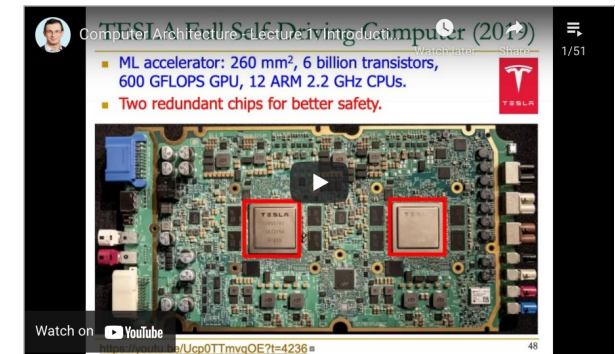 Computer Architecture - Lecture 1: Introducti...
TESLA Full Self-Driving Computer (2019)
Watch later
Share
1/51
ML accelerator: 260 mm², 6 billion transistors,
600 GFLOPS GPU, 12 ARM 2.2 GHz CPUs.
Two redundant chips for better safety.
TESLA
TESLA
TESLA
Watch on YouTube
https://youtu.be/Ucp0TTmvqOE?t=4236
48